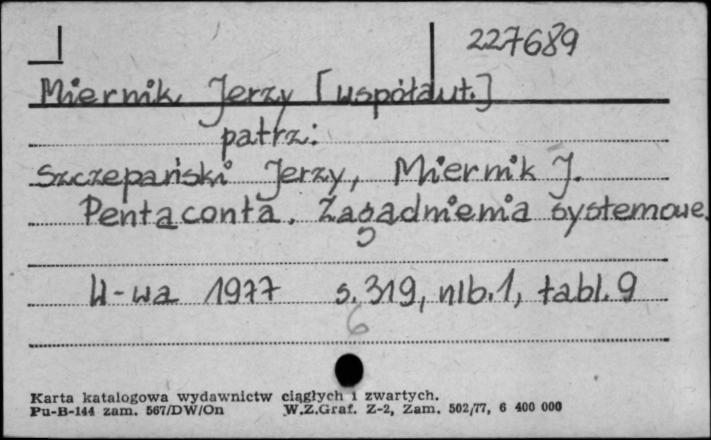 227689
Miernik Jerzy [współaut.]
patrz:
Szczepański Jerzy, Miernik J.
Pentaconta. Zagadnienia systemowe.
W-wa 1977 s. 319, nlb. 1, tabl. 9
6
Karta katalogowa wydawnictw ciągłych i zwartych.
Pu-B-144 zam. 567/DW/On W.Z.Graf. Z-2, Zam. 502/77, 6 400 000